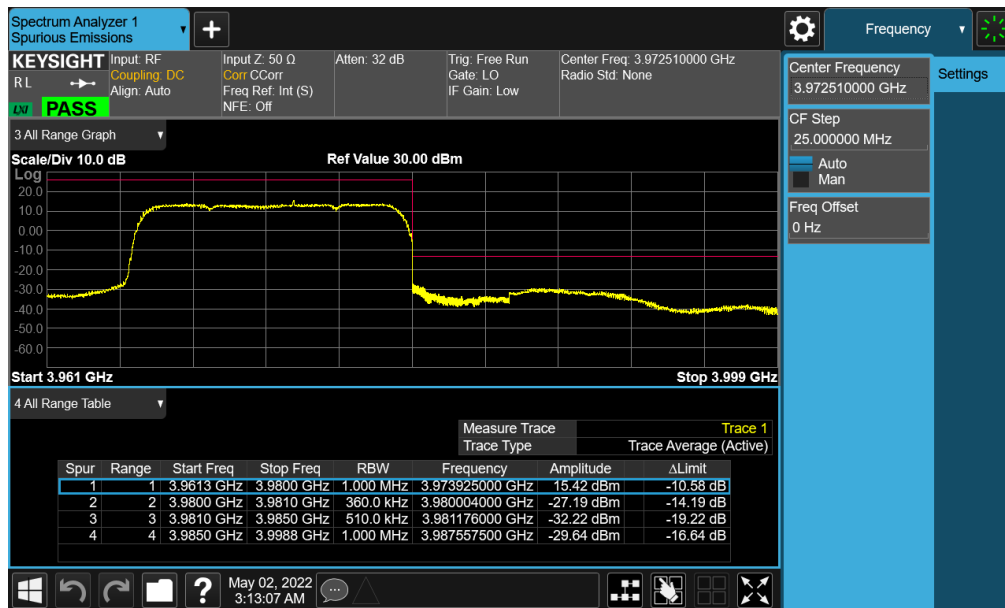 Spectrum Analyzer 1
Spurious Emissions
+
Frequency
KEYSIGHT
R L
LXI PASS
Input: RF
Coupling: DC
Align: Auto
Input Z: 50 Ω
Corr CCorr
Freq Ref: Int (S)
NFE: Off
Atten: 32 dB
Trig: Free Run
Gate: LO
IF Gain: Low
Center Freq: 3.972510000 GHz
Radio Std: None
Center Frequency
3.972510000 GHz
Settings
CF Step
25.000000 MHz
Auto
Man
Freq Offset
0 Hz
3 All Range Graph
Scale/Div 10.0 dB
Ref Value 30.00 dBm
Log
20.0
10.0
0.00
-10.0
-20.0
-30.0
-40.0
-50.0
-60.0
Start 3.961 GHz
Stop 3.999 GHz
4 All Range Table
Measure Trace Trace 1
Trace Type Trace Average (Active)
Spur Range Start Freq Stop Freq RBW Frequency Amplitude ΔLimit
1 1 3.9613 GHz 3.9800 GHz 1.000 MHz 3.973925000 GHz 15.42 dBm -10.58 dB
2 2 3.9800 GHz 3.9810 GHz 360.0 kHz 3.980004000 GHz -27.19 dBm -14.19 dB
3 3 3.9810 GHz 3.9850 GHz 510.0 kHz 3.981176000 GHz -32.22 dBm -19.22 dB
4 4 3.9850 GHz 3.9988 GHz 1.000 MHz 3.987557500 GHz -29.64 dBm -16.64 dB
?
May 02, 2022
3:13:07 AM